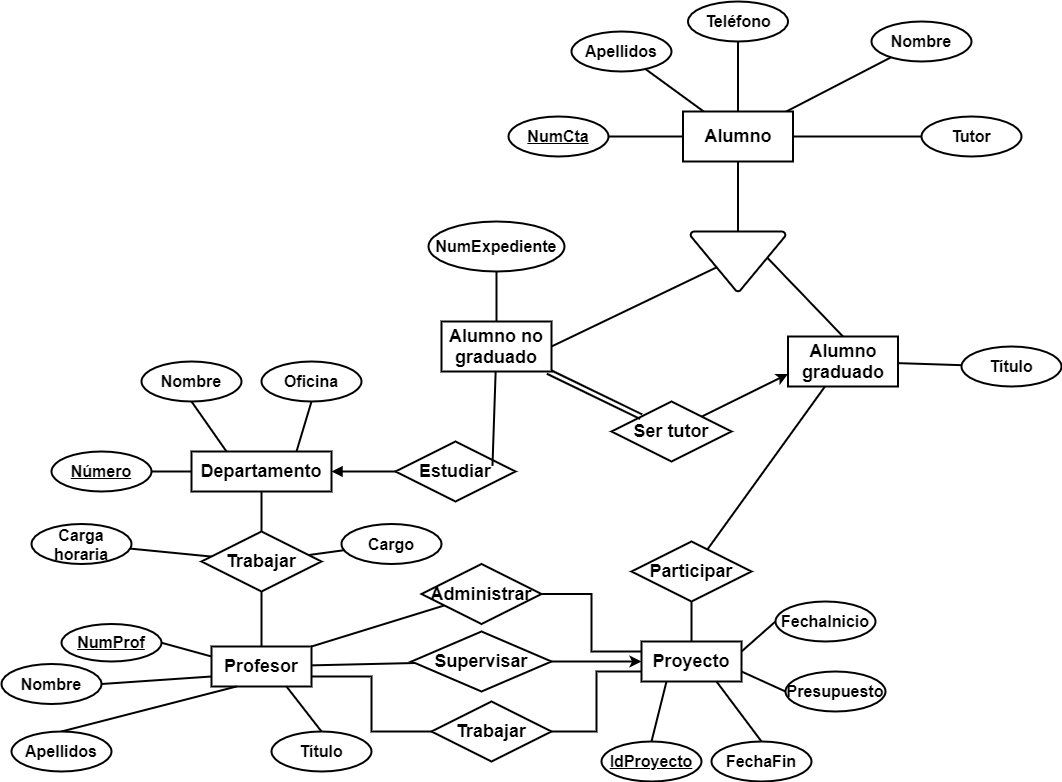 Teléfono
Apellidos
Nombre
NumCta
Alumno
Tutor
NumExpediente
Alumno no
graduado
Alumno
graduado
Título
Nombre
Oficina
Ser tutor
Número
Departamento
Estudiar
Carga
horaria
Trabajar
Cargo
Participar
Administrar
FechaInicio
NumProf
Profesor
Supervisar
Proyecto
Nombre
Presupuesto
Trabajar
Apellidos
Título
IdProyecto
FechaFin